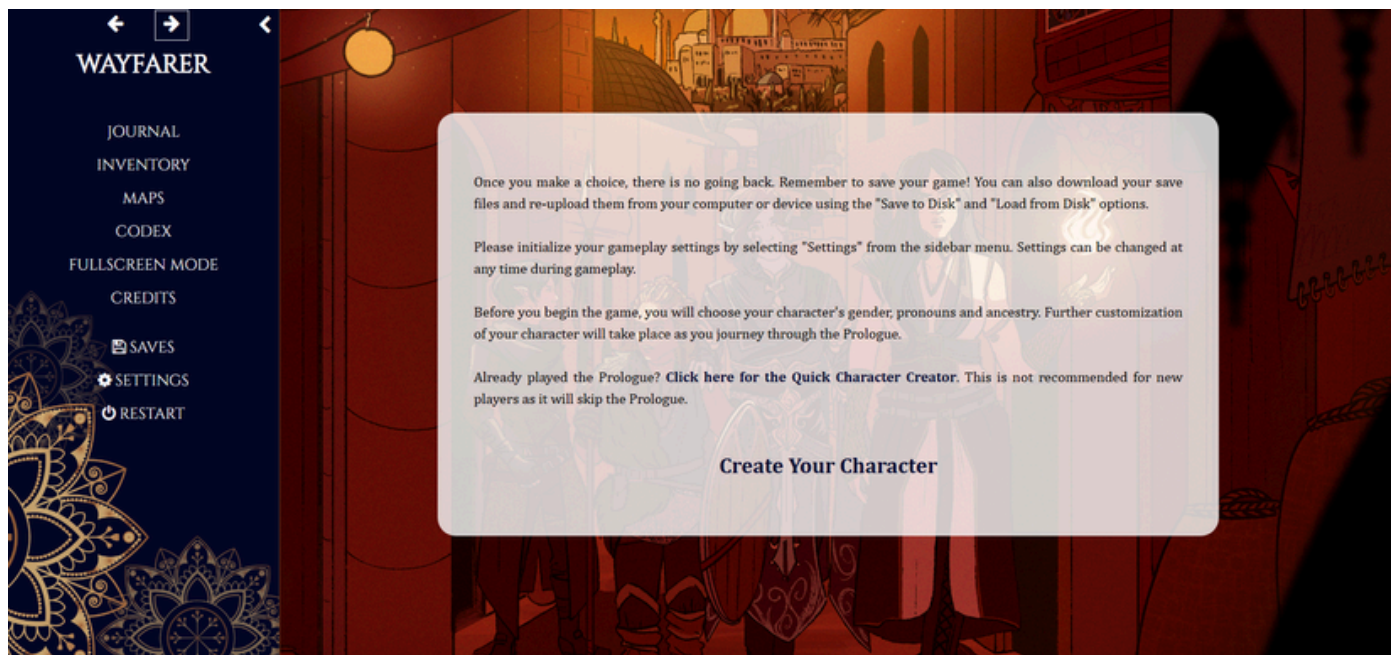 WAYFARER
JOURNAL
INVENTORY
MAPS
CODEX
FULLSCREEN MODE
CREDITS
SAVES
SETTINGS
RESTART
Once you make a choice, there is no going back. Remember to save your game! You can also download your save
files and re-upload them from your computer or device using the "Save to Disk" and "Load from Disk" options.
Please initialize your gameplay settings by selecting "Settings" from the sidebar menu. Settings can be changed at
any time during gameplay.
Before you begin the game, you will choose your character's gender, pronouns and ancestry. Further customization
of your character will take place as you journey through the Prologue.
Already played the Prologue? Click here for the Quick Character Creator. This is not recommended for new
players as it will skip the Prologue.
Create Your Character